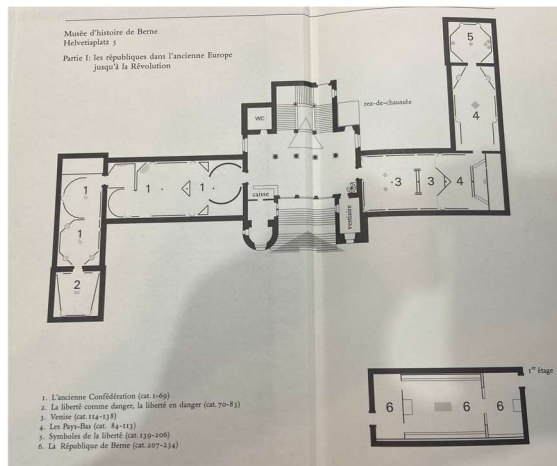 Musée d'histoire de Berne
Helvetiaplatz 5
Partie I: les républiques dans l'ancienne Europe
jusqu'à la Révolution
5
WC
rez-de-chaussée
4
1
1
1
caisse
3
3
4
vestiaire
1
2
1er étage
6
6
6
1. L'ancienne Confédération (cat. 1-69)
2. La liberté comme danger, la liberté en danger (cat. 70-83)
3. Venise (cat. 114-138)
4. Les Pays-Bas (cat. 84-113)
5. Symboles de la liberté (cat. 139-206)
6. La République de Berne (cat. 207-234)